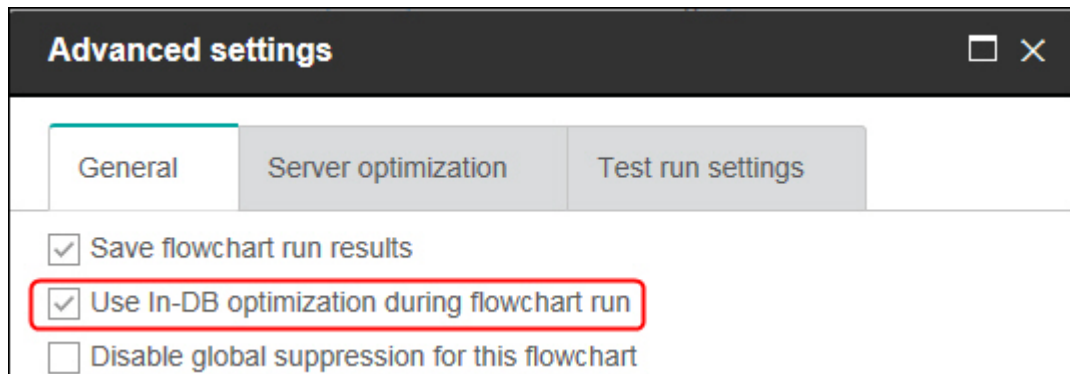 Advanced settings
General Server optimization Test run settings
Save flowchart run results
Use In-DB optimization during flowchart run
Disable global suppression for this flowchart